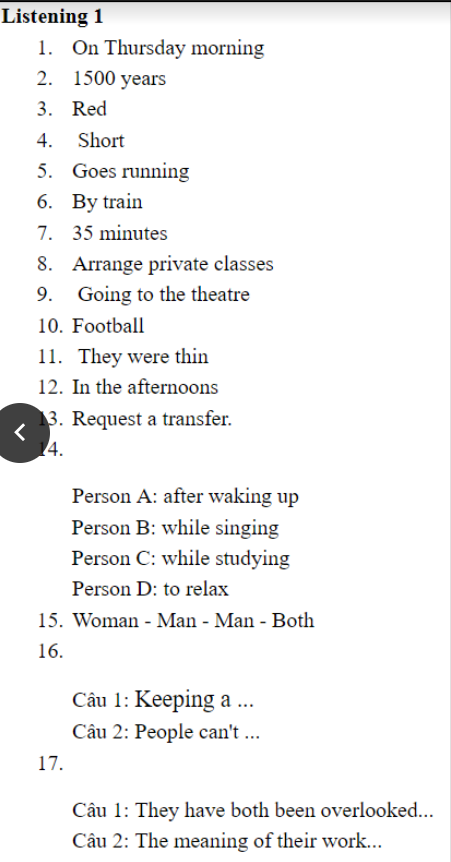 Listening 1
1. On Thursday morning
2. 1500 years
3. Red
4. Short
5. Goes running
6. By train
7. 35 minutes
8. Arrange private classes
9. Going to the theatre
10. Football
11. They were thin
12. In the afternoons
13. Request a transfer.
14.
Person A: after waking up
Person B: while singing
Person C: while studying
Person D: to relax
15. Woman - Man - Man - Both
16.
Câu 1: Keeping a ...
Câu 2: People can't ...
17.
Câu 1: They have both been overlooked...
Câu 2: The meaning of their work...